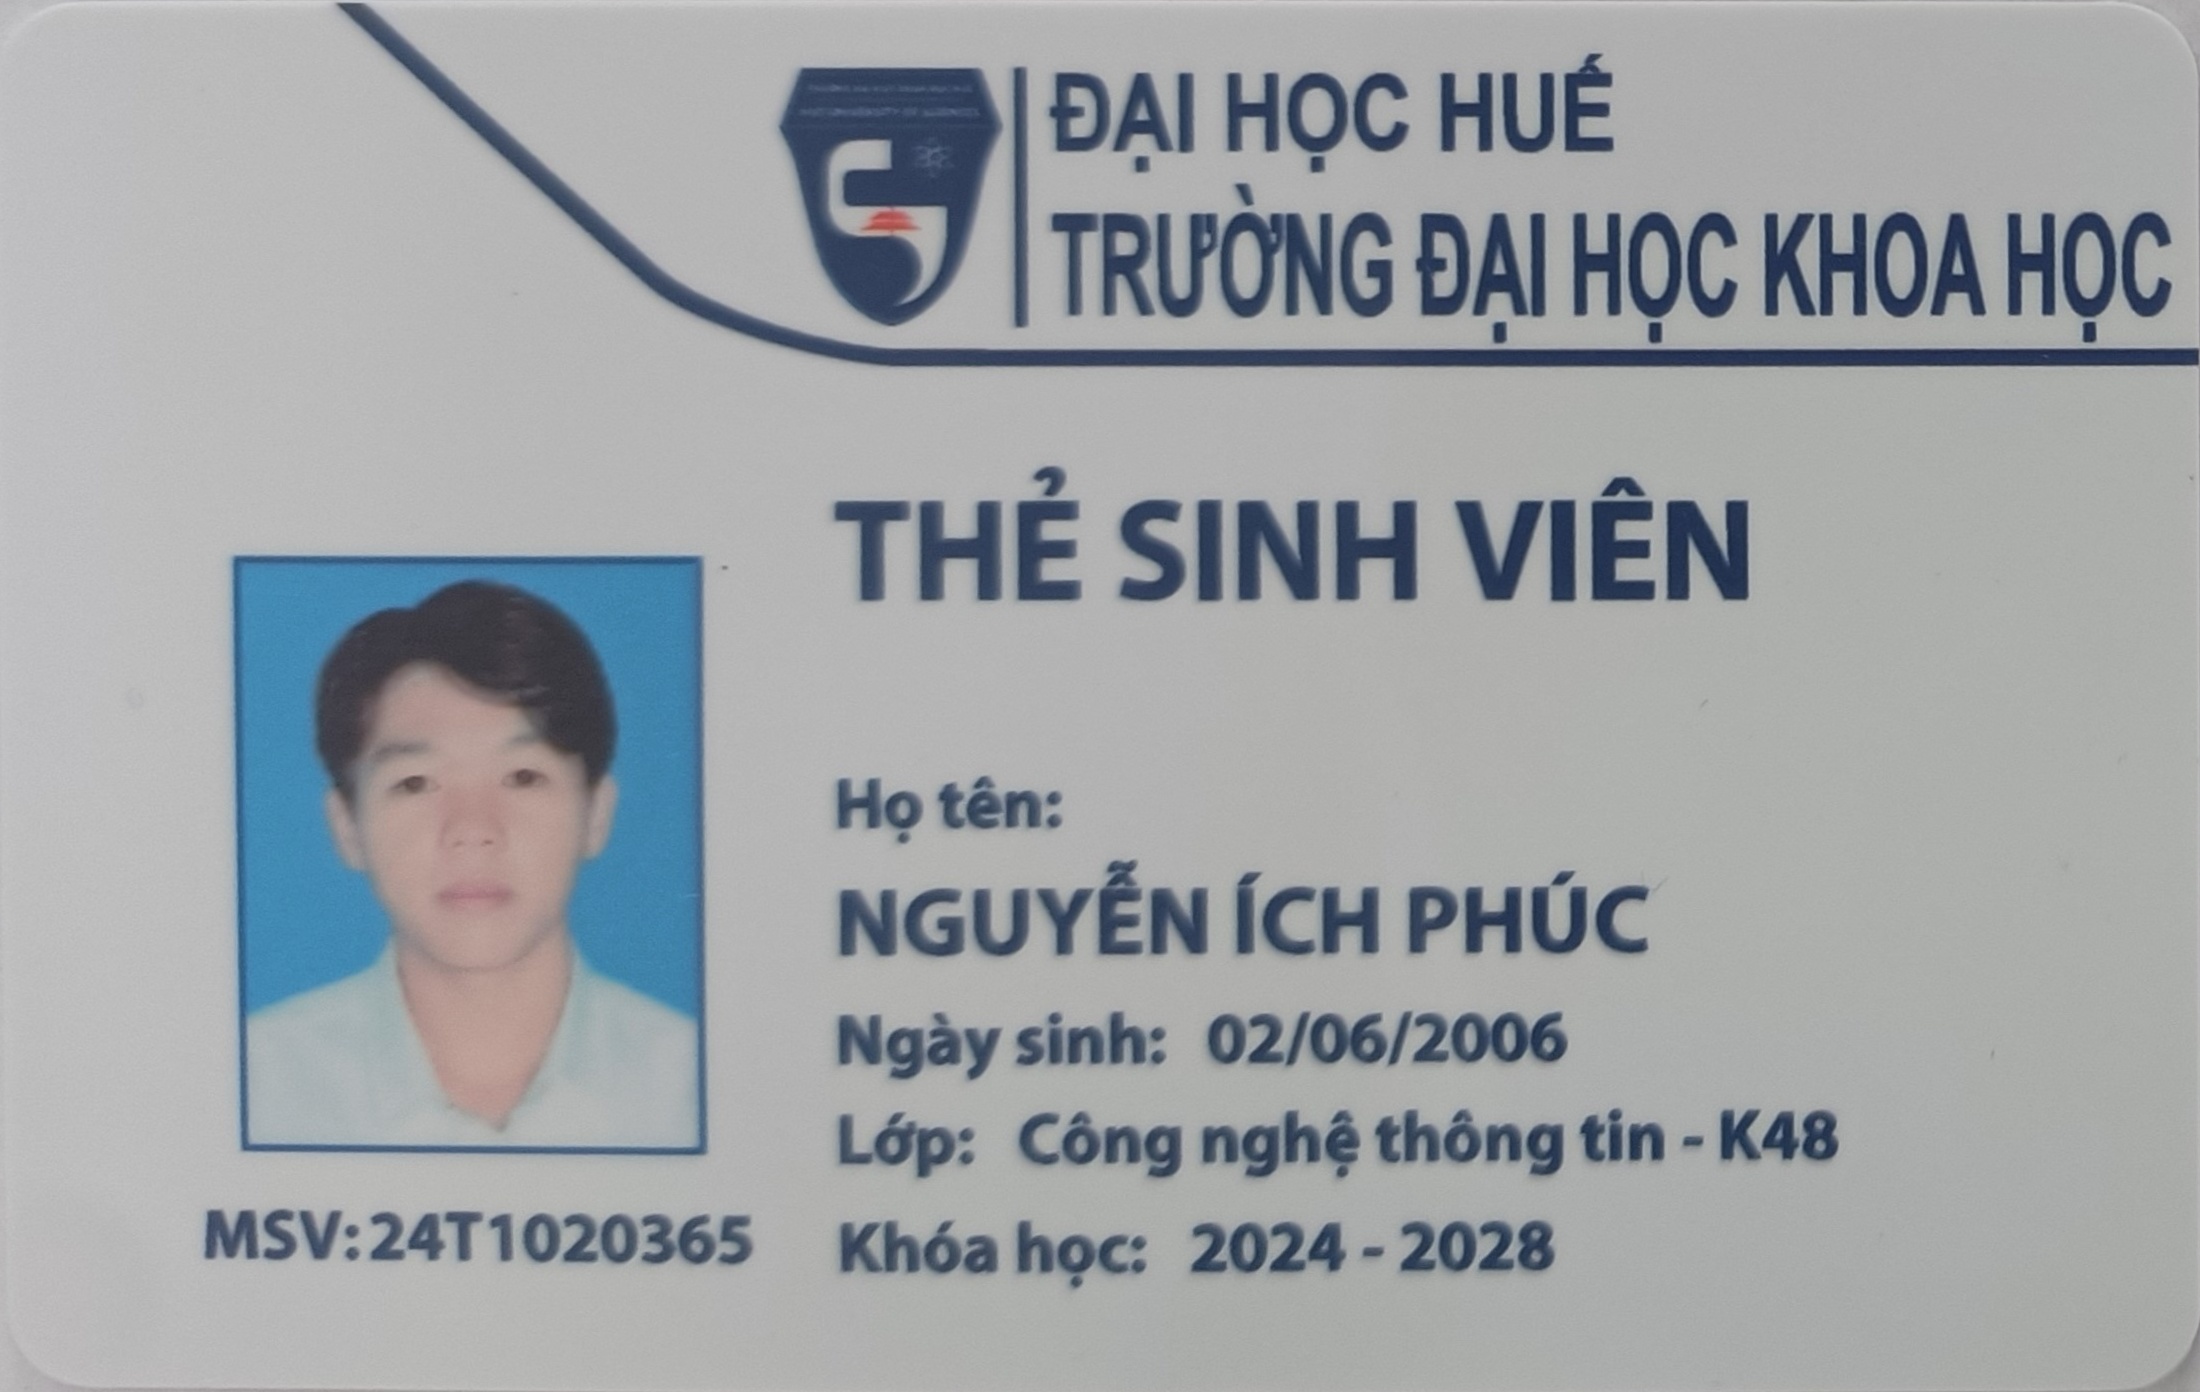 ĐẠI HỌC HUẾ
TRƯỜNG ĐẠI HỌC KHOA HỌC
THẺ SINH VIÊN
Họ tên:
NGUYỄN ÍCH PHÚC
Ngày sinh: 02/06/2006
Lớp: Công nghệ thông tin - K48
Khóa học: 2024 - 2028
MSV:24T1020365